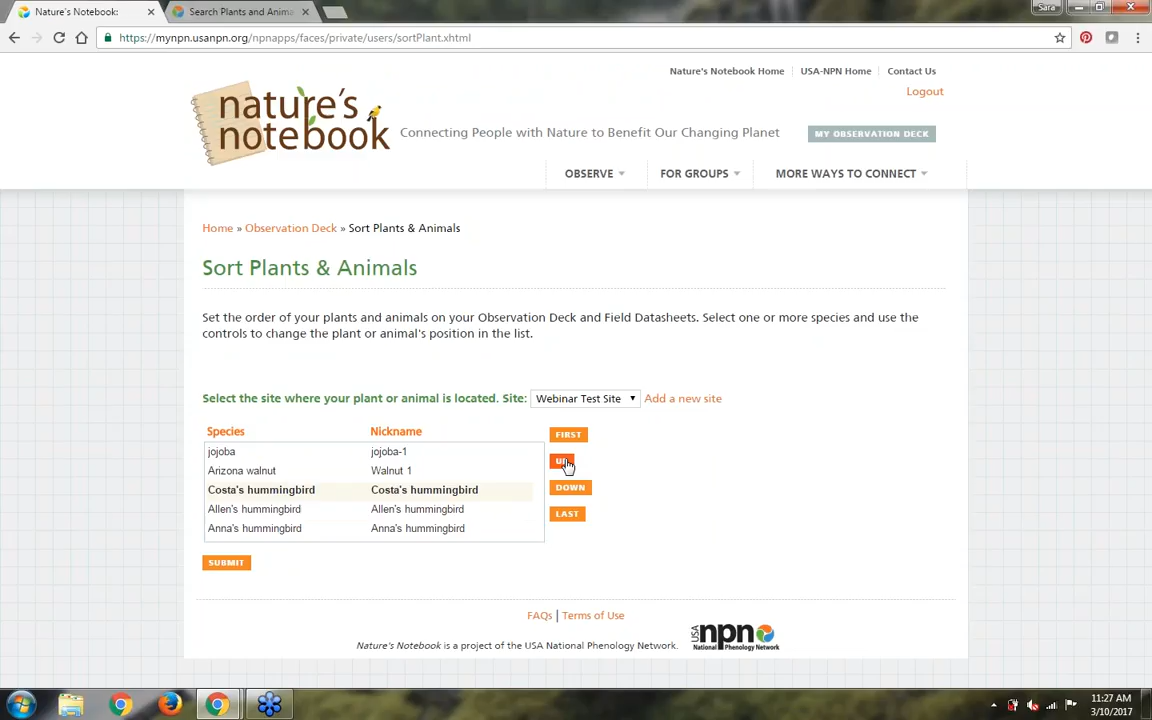 Nature's Notebook:
Search Plants and Anima
Sara
https://mynpn.usanpn.org/npnapps/faces/private/users/sortPlant.xhtml
Nature's Notebook Home
USA-NPN Home
Contact Us
Logout
nature's
notebook
Connecting People with Nature to Benefit Our Changing Planet
MY OBSERVATION DECK
OBSERVE
FOR GROUPS
MORE WAYS TO CONNECT
Home » Observation Deck » Sort Plants & Animals
Sort Plants & Animals
Set the order of your plants and animals on your Observation Deck and Field Datasheets. Select one or more species and use the
controls to change the plant or animal's position in the list.
Select the site where your plant or animal is located. Site: Webinar Test Site Add a new site
Species Nickname
jojoba jojoba-1
Arizona walnut Walnut 1
Costa's hummingbird Costa's hummingbird
Allen's hummingbird Allen's hummingbird
Anna's hummingbird Anna's hummingbird
FIRST
UP
DOWN
LAST
SUBMIT
FAQs | Terms of Use
Nature's Notebook is a project of the USA National Phenology Network.
USA npn
National Phenology Network
11:27 AM
3/10/2017